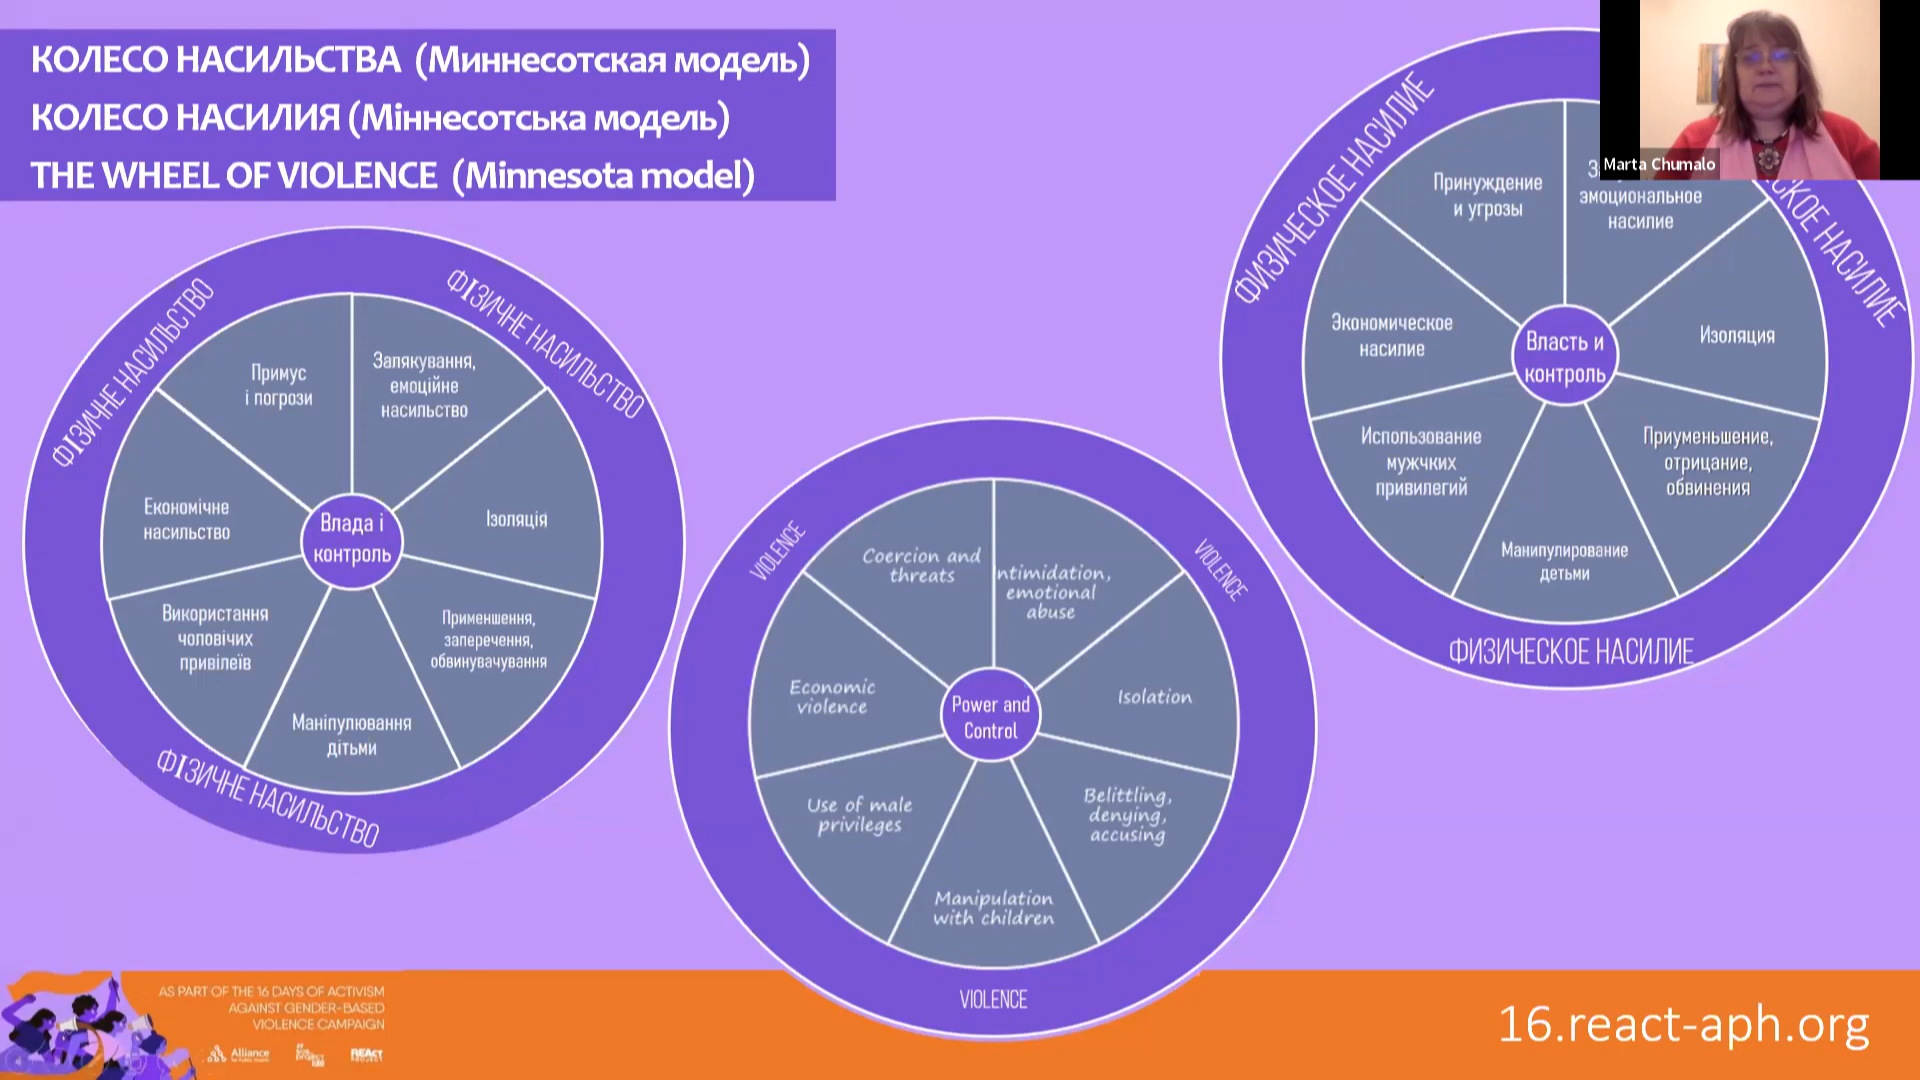 КОЛЕСО НАСИЛЬСТВА (Миннесотская модель)
КОЛЕСО НАСИЛИЯ (Міннесотська модель)
THE WHEEL OF VIOLENCE (Minnesota model)
ФІЗИЧНЕ НАСИЛЬСТВО
ФІЗИЧНЕ НАСИЛЬСТВО
Примус
і погрози
Залякування,
емоційне
насильство
Економічне
насильство
Влада і
контроль
Ізоляція
Використання
чоловічих
привілеїв
Применшення,
заперечення,
обвинувачування
Маніпулювання
дітьми
ФІЗИЧНЕ НАСИЛЬСТВО
VIOLENCE
VIOLENCE
Coercion and
threats
ntimidation,
emotional
abuse
Economic
violence
Power and
Control
Isolation
Use of male
privileges
Belittling,
denying,
accusing
Manipulation
with children
VIOLENCE
Marta Chumalo
ФИЗИЧЕСКОЕ НАСИЛИЕ
СКОЕ НАСИЛИЕ
Принуждение
и угрозы
эмоциональное
насилие
Экономическое
насилие
Власть и
контроль
Изоляция
Использование
мужчких
привилегий
Приуменьшение,
отрицание,
обвинения
Манипулирование
детьми
ФИЗИЧЕСКОЕ НАСИЛИЕ
AS PART OF THE 16 DAYS OF ACTIVISM
AGAINST GENDER-BASED
VIOLENCE CAMPAIGN
Alliance
REAct
16.react-aph.org